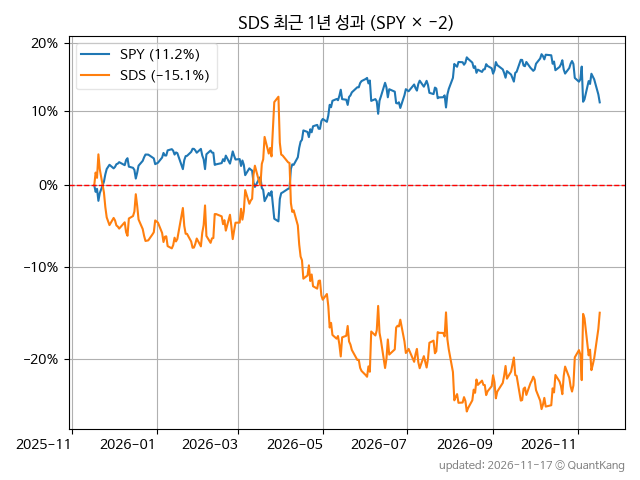 SDS 최근 1년 성과 (SPY × −2)
SPY (11.2%)
SDS (−15.1%)
20%
10%
0%
−10%
−20%
2025−11 2026−01 2026−03 2026−05 2026−07 2026−09 2026−11
updated: 2026−11−17 © QuantKang